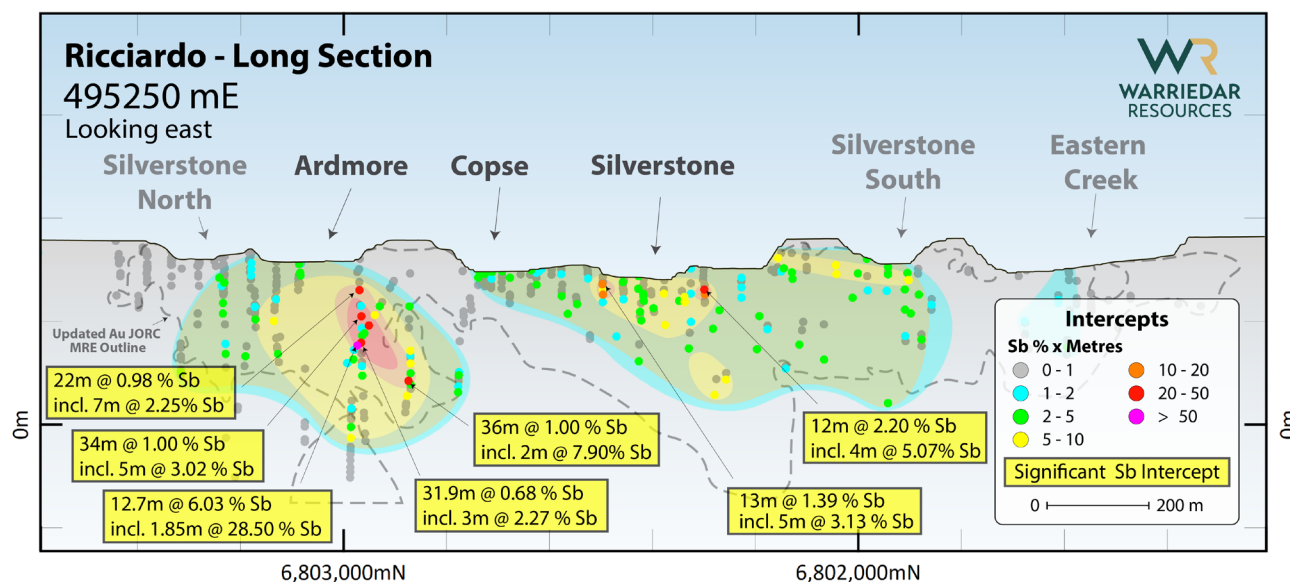 Ricciardo - Long Section
495250 mE
Looking east
WARRIEDAR
RESOURCES
Silverstone
North
Ardmore
Copse
Silverstone
Silverstone
South
Eastern
Creek
Updated Au JORC
MRE Outline
22m @ 0.98 % Sb
incl. 7m @ 2.25% Sb
34m @ 1.00 % Sb
incl. 5m @ 3.02 % Sb
12.7m @ 6.03 % Sb
incl. 1.85m @ 28.50 % Sb
31.9m @ 0.68 % Sb
incl. 3m @ 2.27 % Sb
36m @ 1.00 % Sb
incl. 2m @ 7.90% Sb
13m @ 1.39 % Sb
incl. 5m @ 3.13 % Sb
12m @ 2.20 % Sb
incl. 4m @ 5.07% Sb
Intercepts
Sb % x Metres
0 - 1
1 - 2
2 - 5
5 - 10
10 - 20
20 - 50
> 50
Significant Sb Intercept
0 200 m
0m
0m
6,803,000mN
6,802,000mN